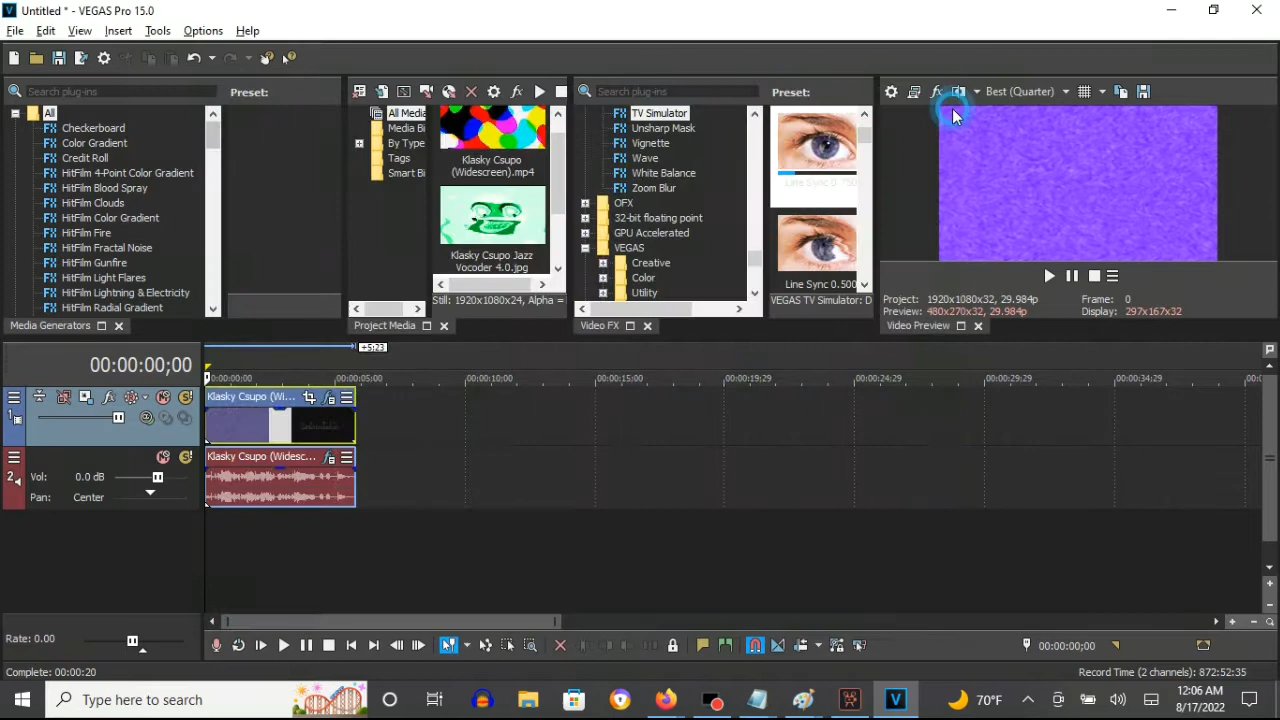 Untitled * - VEGAS Pro 15.0
File Edit View Insert Tools Options Help
Search plug-ins
Preset:
All
Checkerboard
Color Gradient
Credit Roll
HitFilm 4-Point Color Gradient
HitFilm Blood Spray
HitFilm Clouds
HitFilm Color Gradient
HitFilm Fire
HitFilm Fractal Noise
HitFilm Gunfire
HitFilm Light Flares
HitFilm Lightning & Electricity
HitFilm Radial Gradient
Media Generators
All Media
Media Bi
By Type
Tags
Smart Bi
Klasky Csupo
(Widescreen).mp4
Klasky Csupo Jazz
Vocoder 4.0.jpg
Still: 1920x1080x24, Alpha =
Project Media
Search plug-ins
Preset:
TV Simulator
Unsharp Mask
Vignette
Wave
White Balance
Zoom Blur
OFX
32-bit floating point
GPU Accelerated
VEGAS
Creative
Color
Utility
Line Sync 0.750
Line Sync 0.500
VEGAS TV Simulator: D
Video FX
Best (Quarter)
Project: 1920x1080x32, 29.984p
Preview: 480x270x32, 29.984p
Frame: 0
Display: 297x167x32
Video Preview
00:00:00;00
+5:23
0:00:00;00
00:00:05;00
00:00:10;00
00:00:15;00
00:00:19;29
00:00:24;29
00:00:29;29
00:00:34;29
1
Klasky Csupo (Wi...
2
Vol: 0.0 dB
Pan: Center
Klasky Csupo (Widesc...
Rate: 0.00
00:00:00;00
Complete: 00:00:20
Record Time (2 channels): 872:52:35
Type here to search
70°F
12:06 AM
8/17/2022